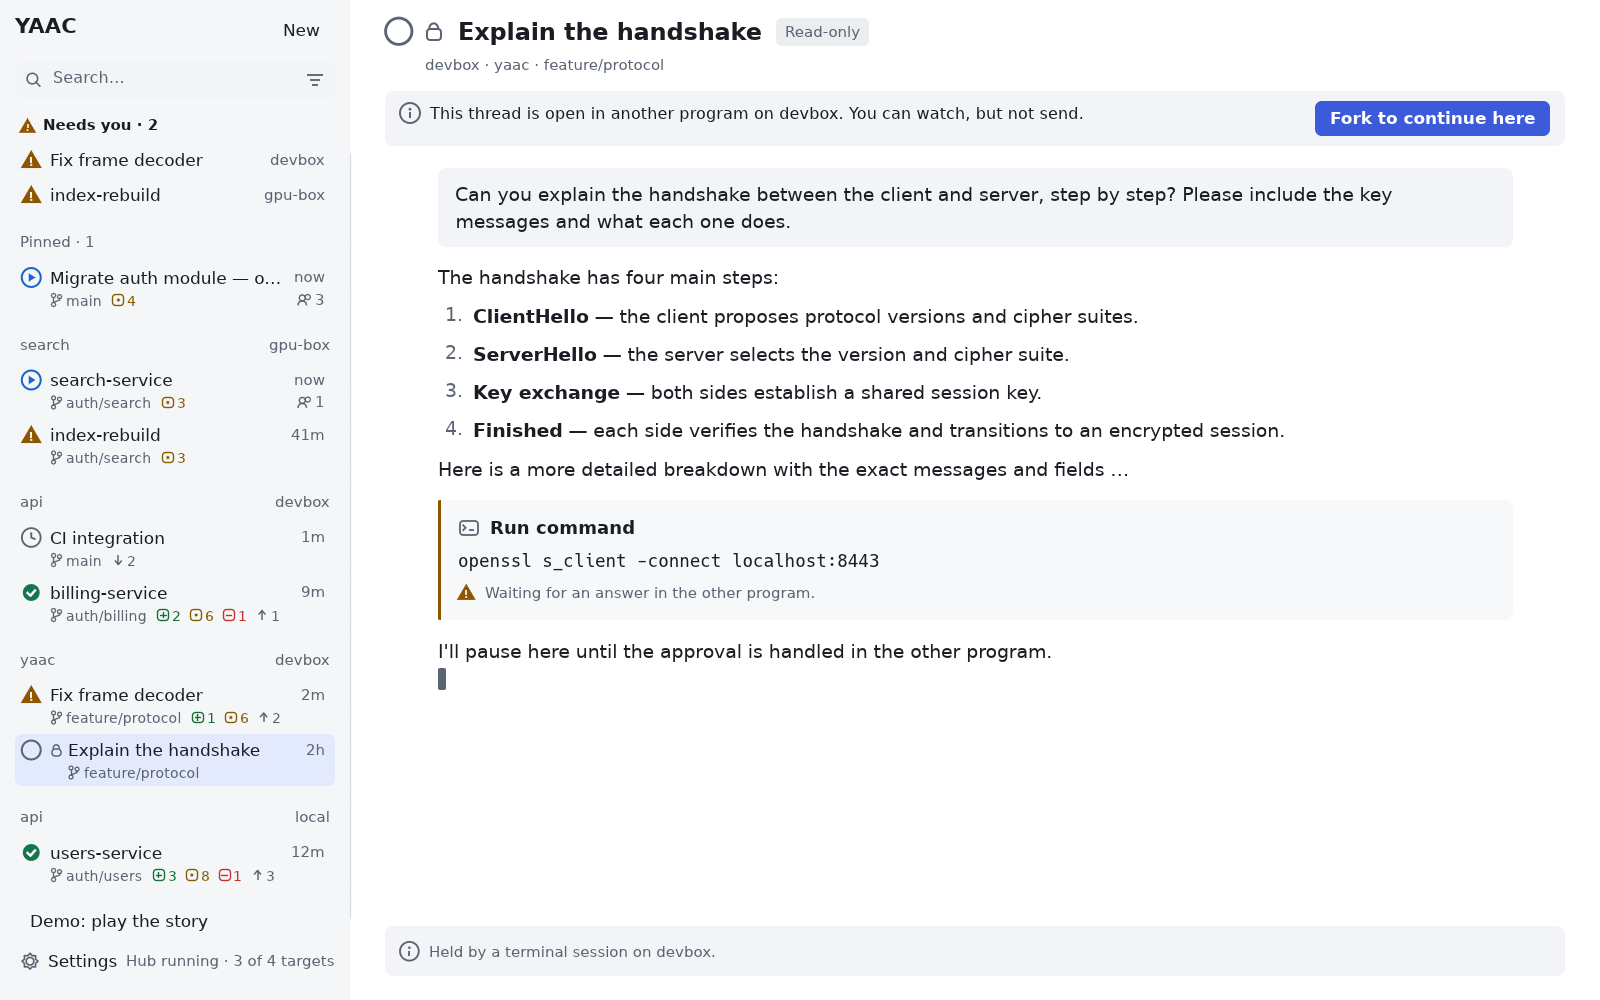 YAAC
New
Search...
Needs you · 2
Fix frame decoder devbox
index-rebuild gpu-box
Pinned · 1
Migrate auth module — o... now
main 4 3
search gpu-box
search-service now
auth/search 3 1
index-rebuild 41m
auth/search 3
api devbox
CI integration 1m
main ↓2
billing-service 9m
auth/billing 2 6 1 ↑1
yaac devbox
Fix frame decoder 2m
feature/protocol 1 6 ↑2
Explain the handshake 2h
feature/protocol
api local
users-service 12m
auth/users 3 8 1 ↑3
Demo: play the story
Settings Hub running · 3 of 4 targets
Explain the handshake Read-only
devbox · yaac · feature/protocol
This thread is open in another program on devbox. You can watch, but not send.
Fork to continue here
Can you explain the handshake between the client and server, step by step? Please include the key
messages and what each one does.
The handshake has four main steps:
1. ClientHello — the client proposes protocol versions and cipher suites.
2. ServerHello — the server selects the version and cipher suite.
3. Key exchange — both sides establish a shared session key.
4. Finished — each side verifies the handshake and transitions to an encrypted session.
Here is a more detailed breakdown with the exact messages and fields ...
Run command
openssl s_client -connect localhost:8443
Waiting for an answer in the other program.
I'll pause here until the approval is handled in the other program.
Held by a terminal session on devbox.